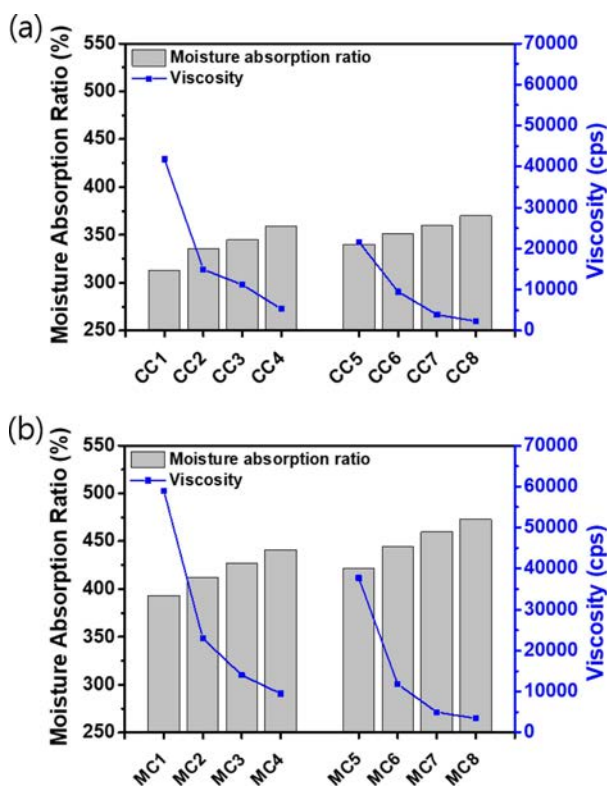 (a)
Moisture Absorption Ratio (%)
550
500
450
400
350
300
250
Moisture absorption ratio
Viscosity
70000
60000
50000
40000
30000
20000
10000
0
Viscosity (cps)
CC1 CC2 CC3 CC4 CC5 CC6 CC7 CC8
(b)
Moisture Absorption Ratio (%)
550
500
450
400
350
300
250
Moisture absorption ratio
Viscosity
70000
60000
50000
40000
30000
20000
10000
0
Viscosity (cps)
MC1 MC2 MC3 MC4 MC5 MC6 MC7 MC8